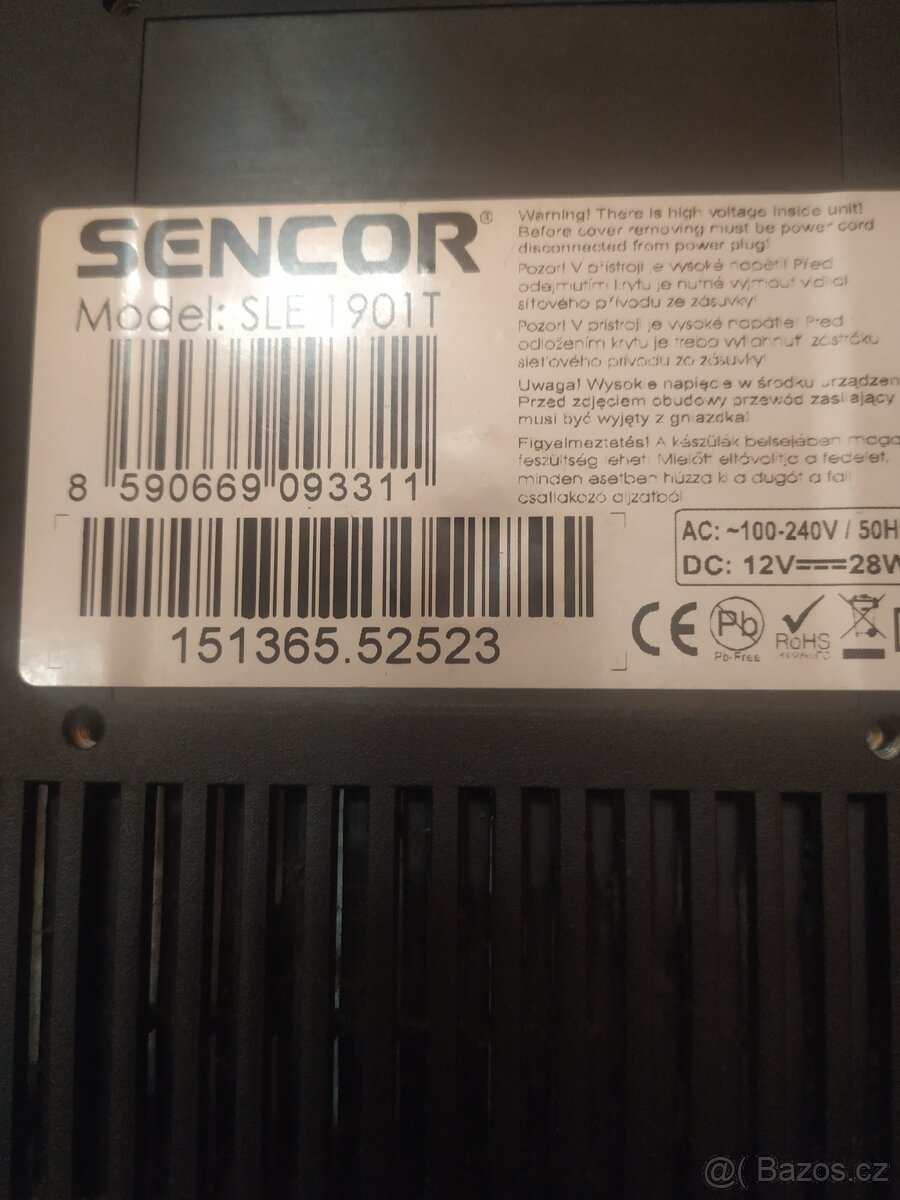 SENCOR®
Model: SLE 1901T
8 590669 093311
151365.52523
Warning! There is high voltage inside unit!
Before cover removing must be power cord
disconnected from power plug!
Pozor! V přístroji je vysoké napětí! Před
odejmutím krytu je nutné vyjmout vidlici
síťového přívodu ze zásuvky!
Pozor! V prístroji je vysoké napätie. Pred
odložením krytu je treba vytiahnuť zástrčku
sieťového prívodu zo zásuvky!
Uwaga! Wysokie napięcie w środku urządzen
Przed zdjęciem obudowy przewód zasilający
musi być wyjęty z gniazdka!
Figyelmeztetés! A készülék belsejében maga
feszültség lehet! Mielőtt eltávolítja a fedelet,
minden esetben húzza ki a dugót a fali
csatlakozó aljzatból
AC: ~100-240V / 50H
DC: 12V⎓28W
CE
Pb
Pb-Free
RoHS
@( Bazos.cz